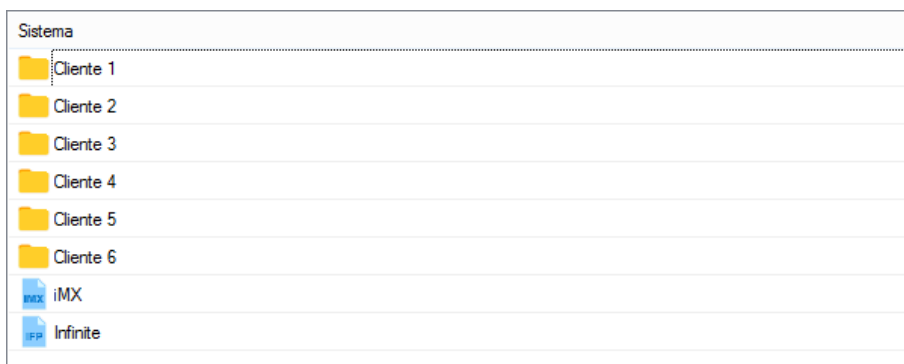 Sistema
Cliente 1
Cliente 2
Cliente 3
Cliente 4
Cliente 5
Cliente 6
IMX iMX
IFP Infinite